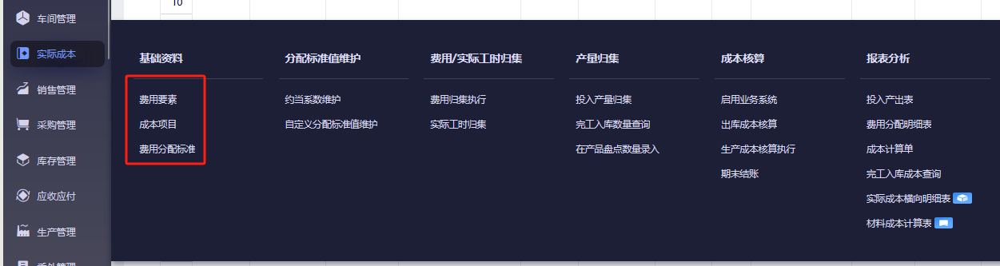 10
车间管理
实际成本
销售管理
采购管理
库存管理
应收应付
生产管理
基础资料
费用要素
成本项目
费用分配标准
分配标准值维护
约当系数维护
自定义分配标准值维护
费用/实际工时归集
费用归集执行
实际工时归集
产量归集
投入产量归集
完工入库数量查询
在产品盘点数量录入
成本核算
启用业务系统
出库成本核算
生产成本核算执行
期末结账
报表分析
投入产出表
费用分配明细表
成本计算单
完工入库成本查询
实际成本横向明细表
材料成本计算表